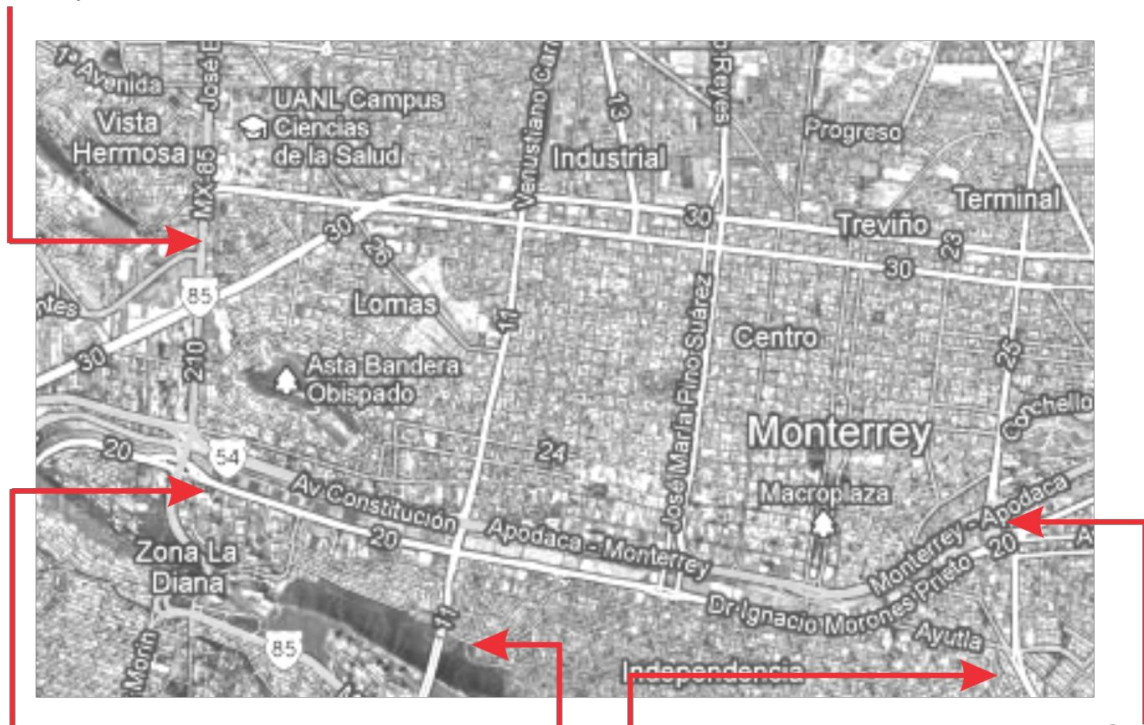 1ª Avenida
José E
Vista
Hermosa
MX 85
UANL Campus
Ciencias
de la Salud
Venustiano Carr
13
Industrial
o Reyes
Progreso
Terminal
30
30
Treviño
23
30
26
85
Lomas
11
30
210
Asta Bandera
Obispado
José María Pino Suárez
Centro
25
Conchello
Monterrey
20
54
24
Av Constitución
Macroplaza
Apodaca - Monterrey
Monterrey - Apodaca
20
20
Zona La
Diana
Dr Ignacio Morones Prieto
Ayutla
11
85
Morin
Independencia